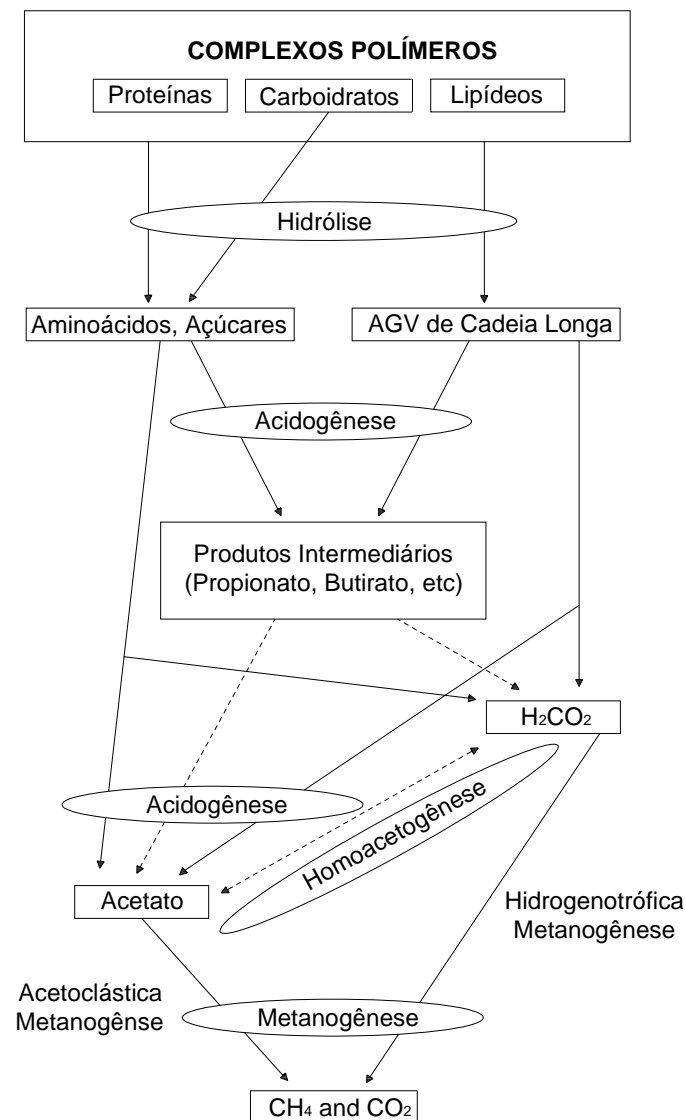 COMPLEXOS POLÍMEROS
Proteínas
Carboidratos
Lipídeos
Hidrólise
Aminoácidos, Açúcares
AGV de Cadeia Longa
Acidogênese
Produtos Intermediários
(Propionato, Butirato, etc)
H₂CO₂
Acidogênese
Homoacetogênese
Acetato
Hidrogenotrófica
Metanogênese
Acetoclástica
Metanogênse
Metanogênese
CH₄ and CO₂